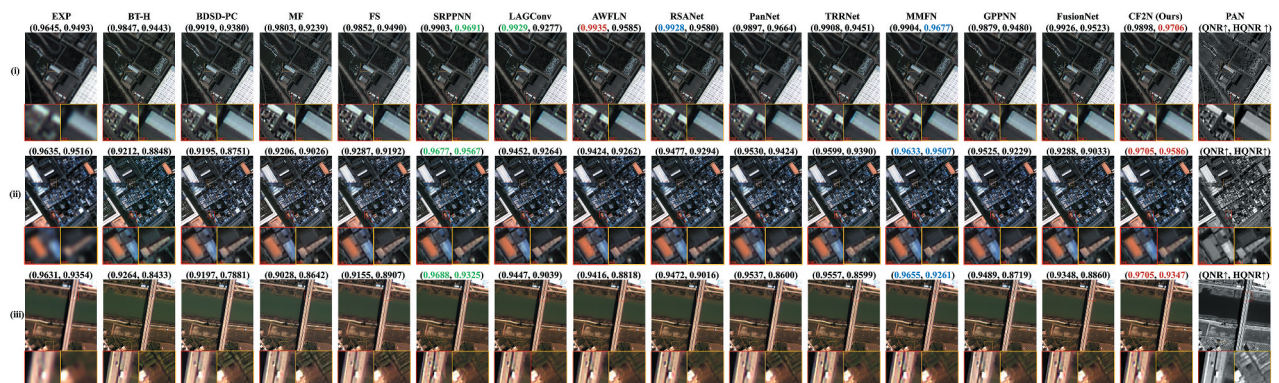 EXP BT-H BDSD-PC MF FS SRPPNN LAGConv AWFLN RSANet PanNet TRRNet MMFN GPPNN FusionNet CF2N (Ours) PAN
(0.9645, 0.9493) (0.9847, 0.9443) (0.9919, 0.9380) (0.9803, 0.9239) (0.9852, 0.9490) (0.9903, 0.9691) (0.9929, 0.9277) (0.9935, 0.9585) (0.9928, 0.9580) (0.9897, 0.9664) (0.9908, 0.9451) (0.9904, 0.9677) (0.9879, 0.9480) (0.9926, 0.9523) (0.9898, 0.9706) (QNR↑, HQNR ↑)
(i)
(0.9635, 0.9516) (0.9212, 0.8848) (0.9195, 0.8751) (0.9206, 0.9026) (0.9287, 0.9192) (0.9677, 0.9567) (0.9452, 0.9264) (0.9424, 0.9262) (0.9477, 0.9294) (0.9530, 0.9424) (0.9599, 0.9390) (0.9633, 0.9507) (0.9525, 0.9229) (0.9288, 0.9033) (0.9705, 0.9586) (QNR↑, HQNR↑)
(ii)
(0.9631, 0.9354) (0.9264, 0.8433) (0.9197, 0.7881) (0.9028, 0.8642) (0.9155, 0.8907) (0.9688, 0.9325) (0.9447, 0.9039) (0.9416, 0.8818) (0.9472, 0.9016) (0.9537, 0.8600) (0.9557, 0.8599) (0.9655, 0.9261) (0.9489, 0.8719) (0.9348, 0.8860) (0.9705, 0.9347) (QNR↑, HQNR↑)
(iii)